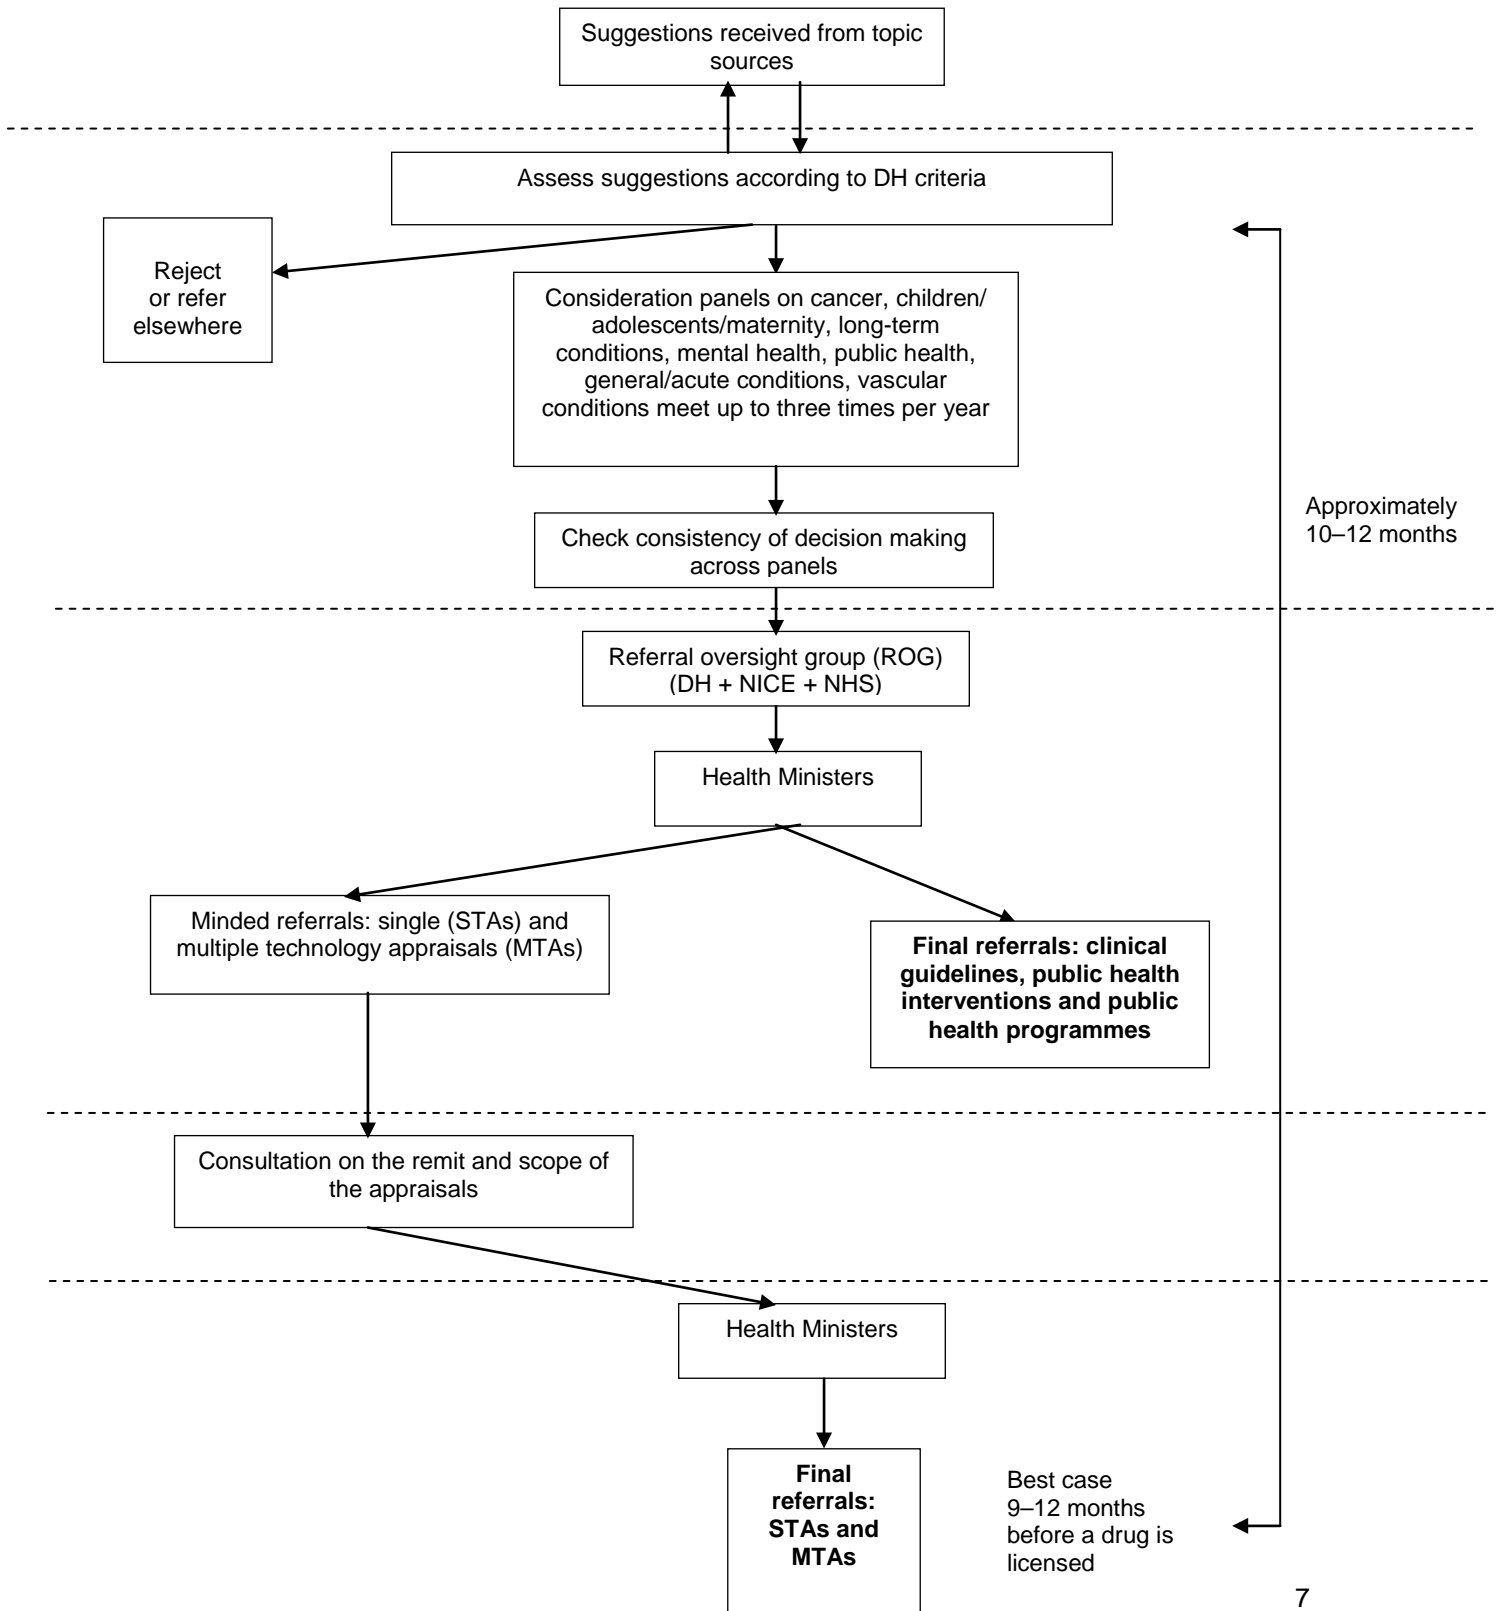 Suggestions received from topic
sources
Assess suggestions according to DH criteria
Reject
or refer
elsewhere
Consideration panels on cancer, children/
adolescents/maternity, long-term
conditions, mental health, public health,
general/acute conditions, vascular
conditions meet up to three times per year
Approximately
10–12 months
Check consistency of decision making
across panels
Referral oversight group (ROG)
(DH + NICE + NHS)
Health Ministers
Minded referrals: single (STAs) and
multiple technology appraisals (MTAs)
Final referrals: clinical
guidelines, public health
interventions and public
health programmes
Consultation on the remit and scope of
the appraisals
Health Ministers
Final
referrals:
STAs and
MTAs
Best case
9–12 months
before a drug is
licensed
7